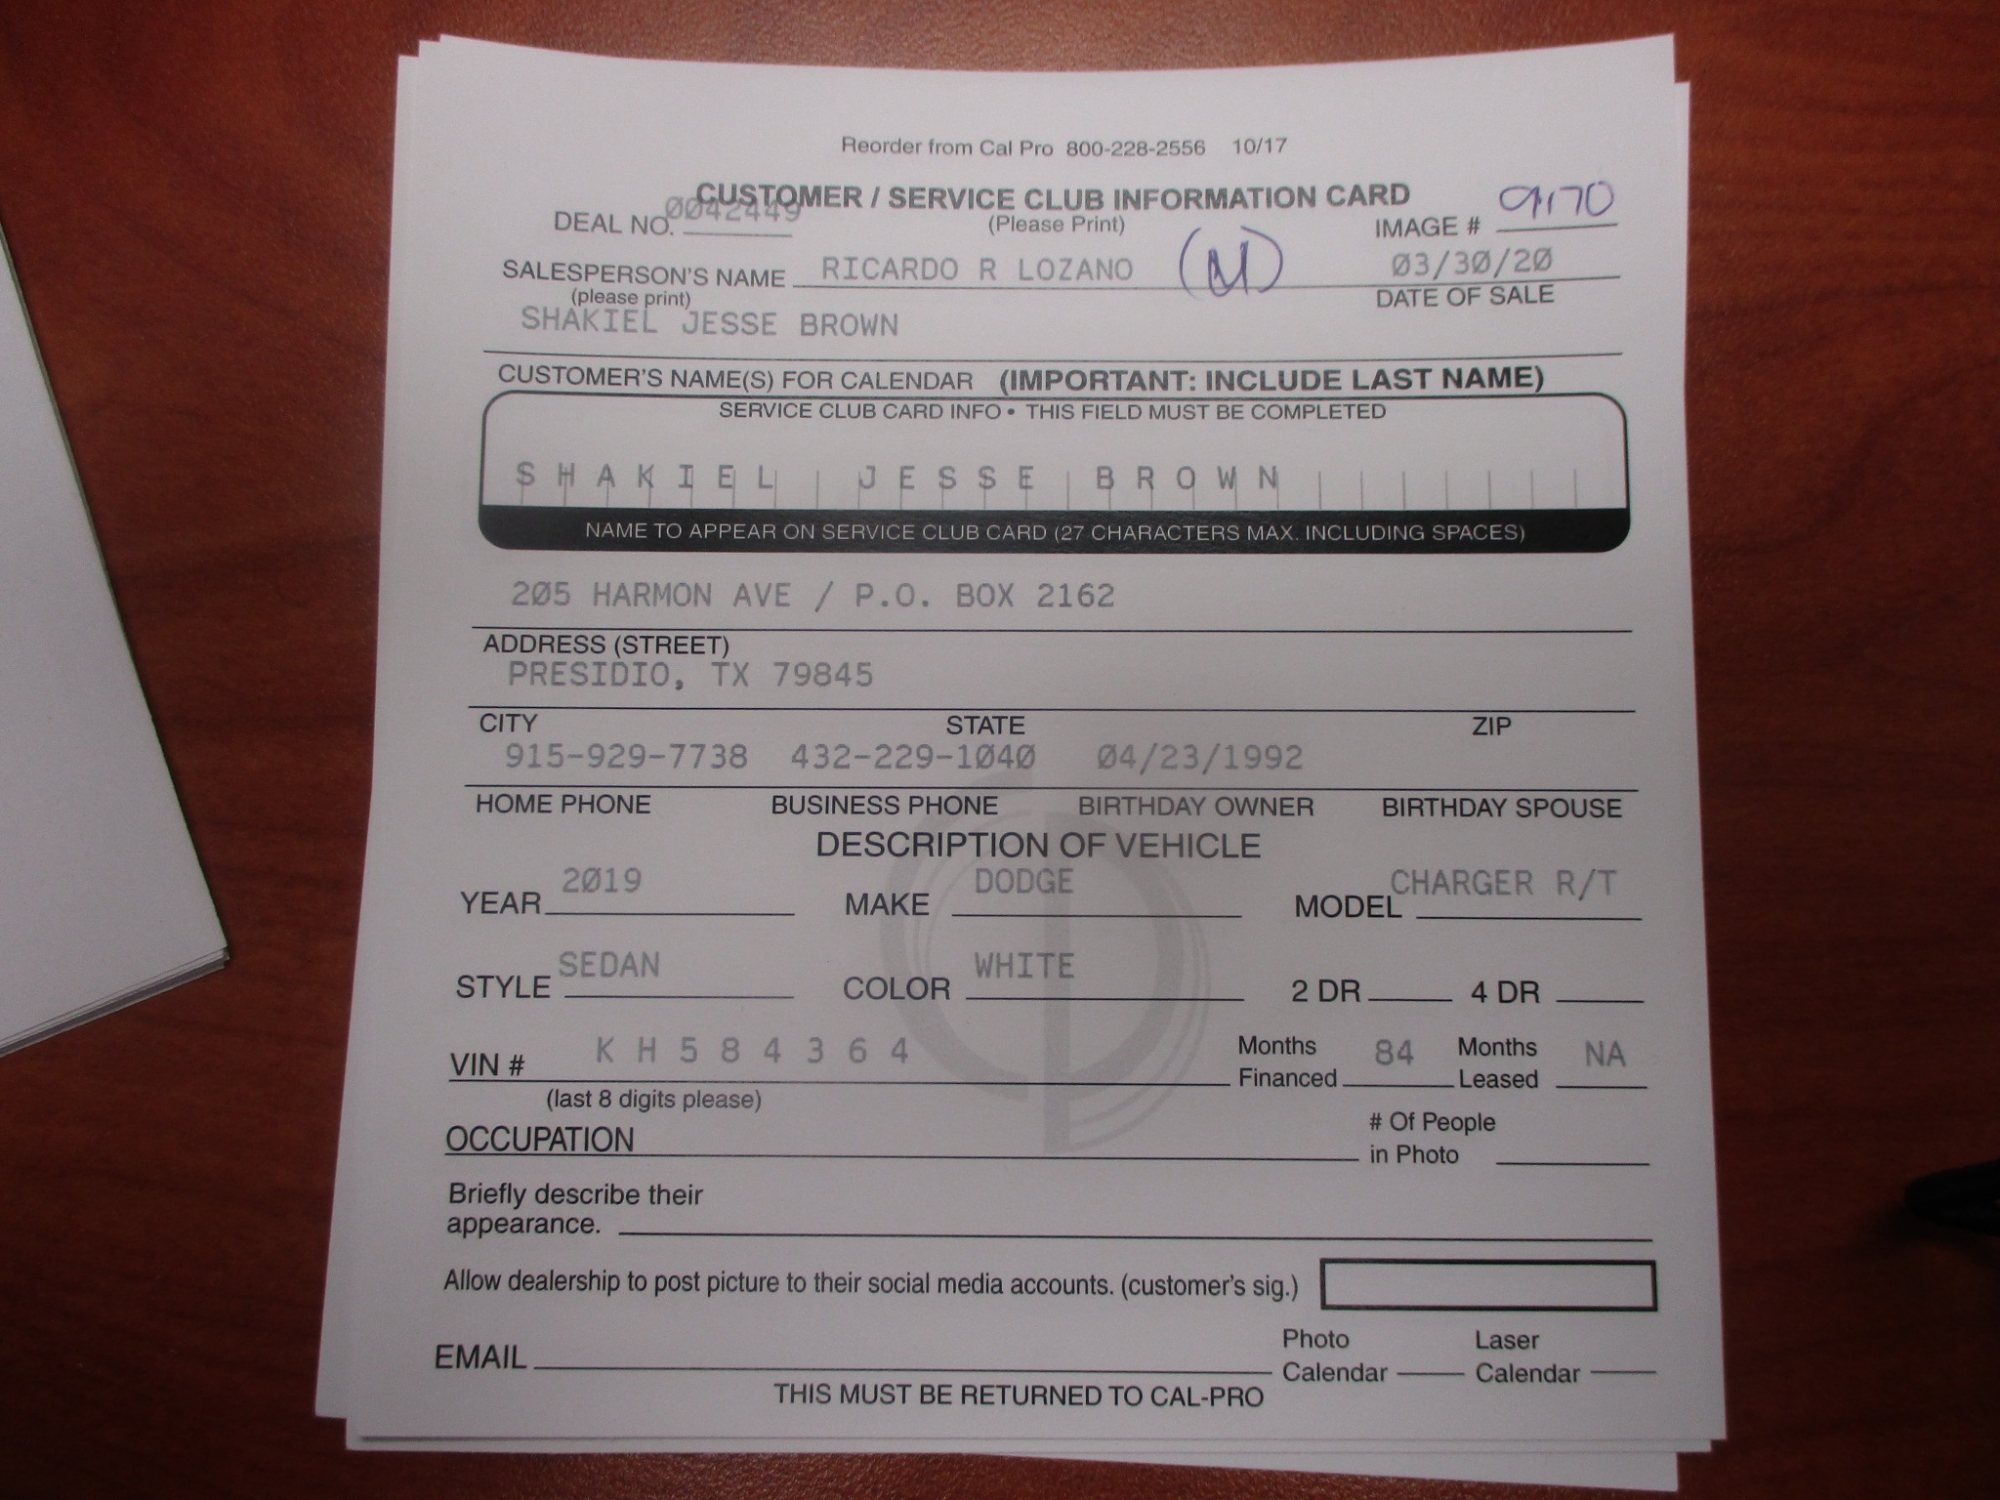 Reorder from Cal Pro 800-228-2556 10/17
CUSTOMER / SERVICE CLUB INFORMATION CARD
DEAL NO. 0042449 (Please Print) IMAGE # 9170
SALESPERSON'S NAME RICARDO R LOZANO (M) 03/30/20
(please print) DATE OF SALE
SHAKIEL JESSE BROWN
CUSTOMER'S NAME(S) FOR CALENDAR (IMPORTANT: INCLUDE LAST NAME)
SERVICE CLUB CARD INFO • THIS FIELD MUST BE COMPLETED
SHAKIEL JESSE BROWN
NAME TO APPEAR ON SERVICE CLUB CARD (27 CHARACTERS MAX. INCLUDING SPACES)
205 HARMON AVE / P.O. BOX 2162
ADDRESS (STREET)
PRESIDIO, TX 79845
CITY STATE ZIP
915-929-7738 432-229-1040 04/23/1992
HOME PHONE BUSINESS PHONE BIRTHDAY OWNER BIRTHDAY SPOUSE
DESCRIPTION OF VEHICLE
YEAR 2019 MAKE DODGE MODEL CHARGER R/T
STYLE SEDAN COLOR WHITE 2 DR 4 DR
VIN # KH584364 Months Financed 84 Months Leased NA
(last 8 digits please)
OCCUPATION # Of People in Photo
Briefly describe their
appearance.
Allow dealership to post picture to their social media accounts. (customer's sig.)
EMAIL Photo Calendar Laser Calendar
THIS MUST BE RETURNED TO CAL-PRO